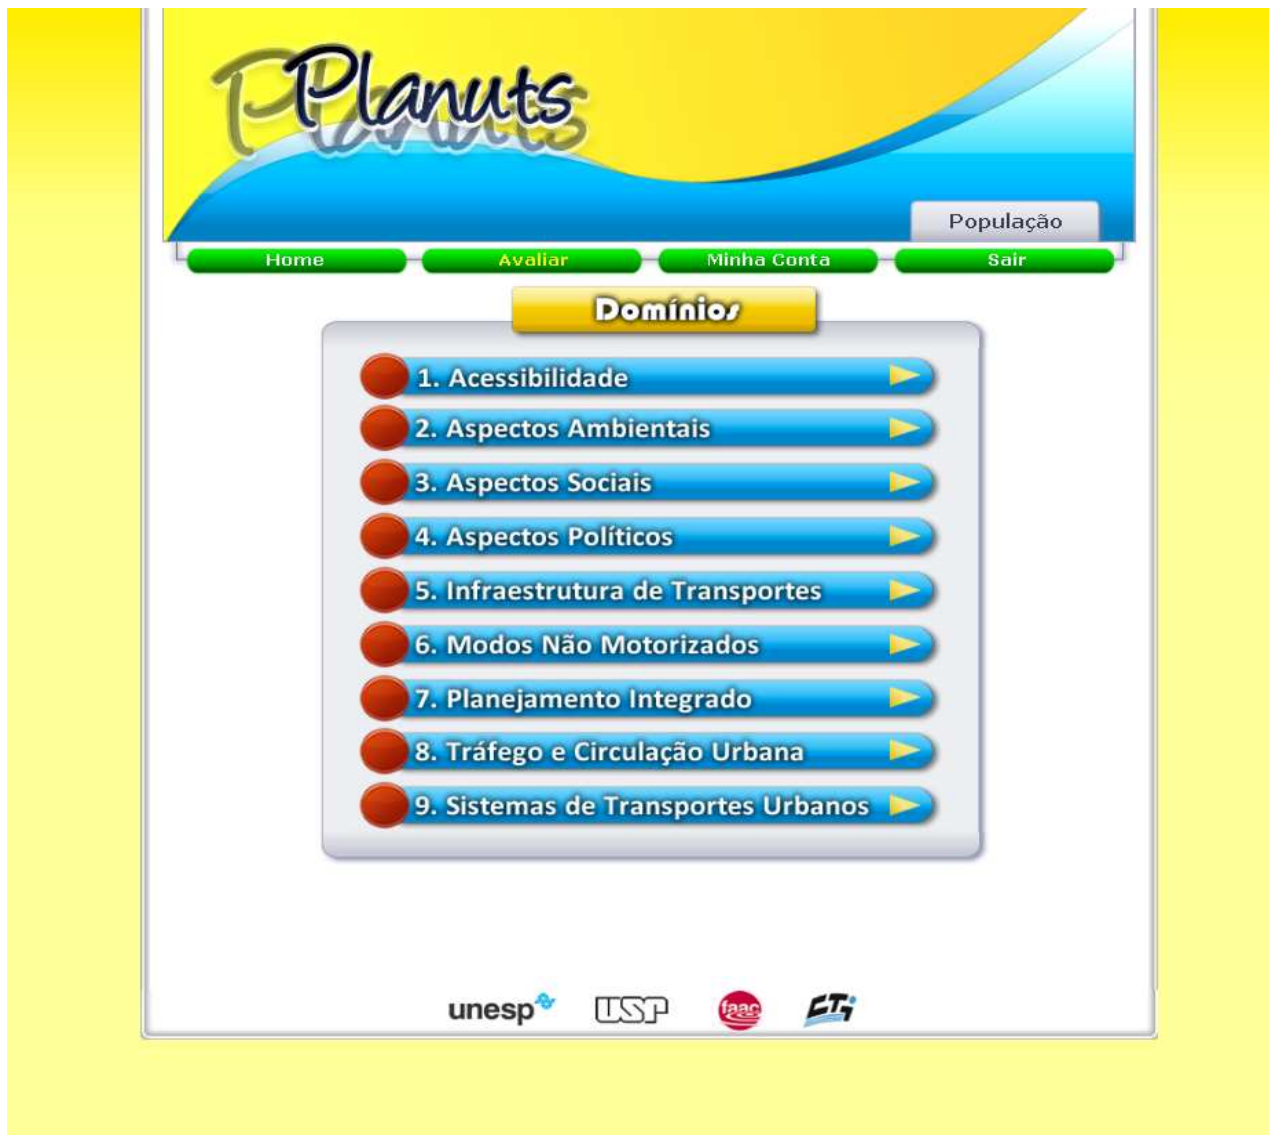 Planuts
População
Home Avaliar Minha Conta Sair
Domínios
1. Acessibilidade
2. Aspectos Ambientais
3. Aspectos Sociais
4. Aspectos Políticos
5. Infraestrutura de Transportes
6. Modos Não Motorizados
7. Planejamento Integrado
8. Tráfego e Circulação Urbana
9. Sistemas de Transportes Urbanos
unesp USP faac CTi